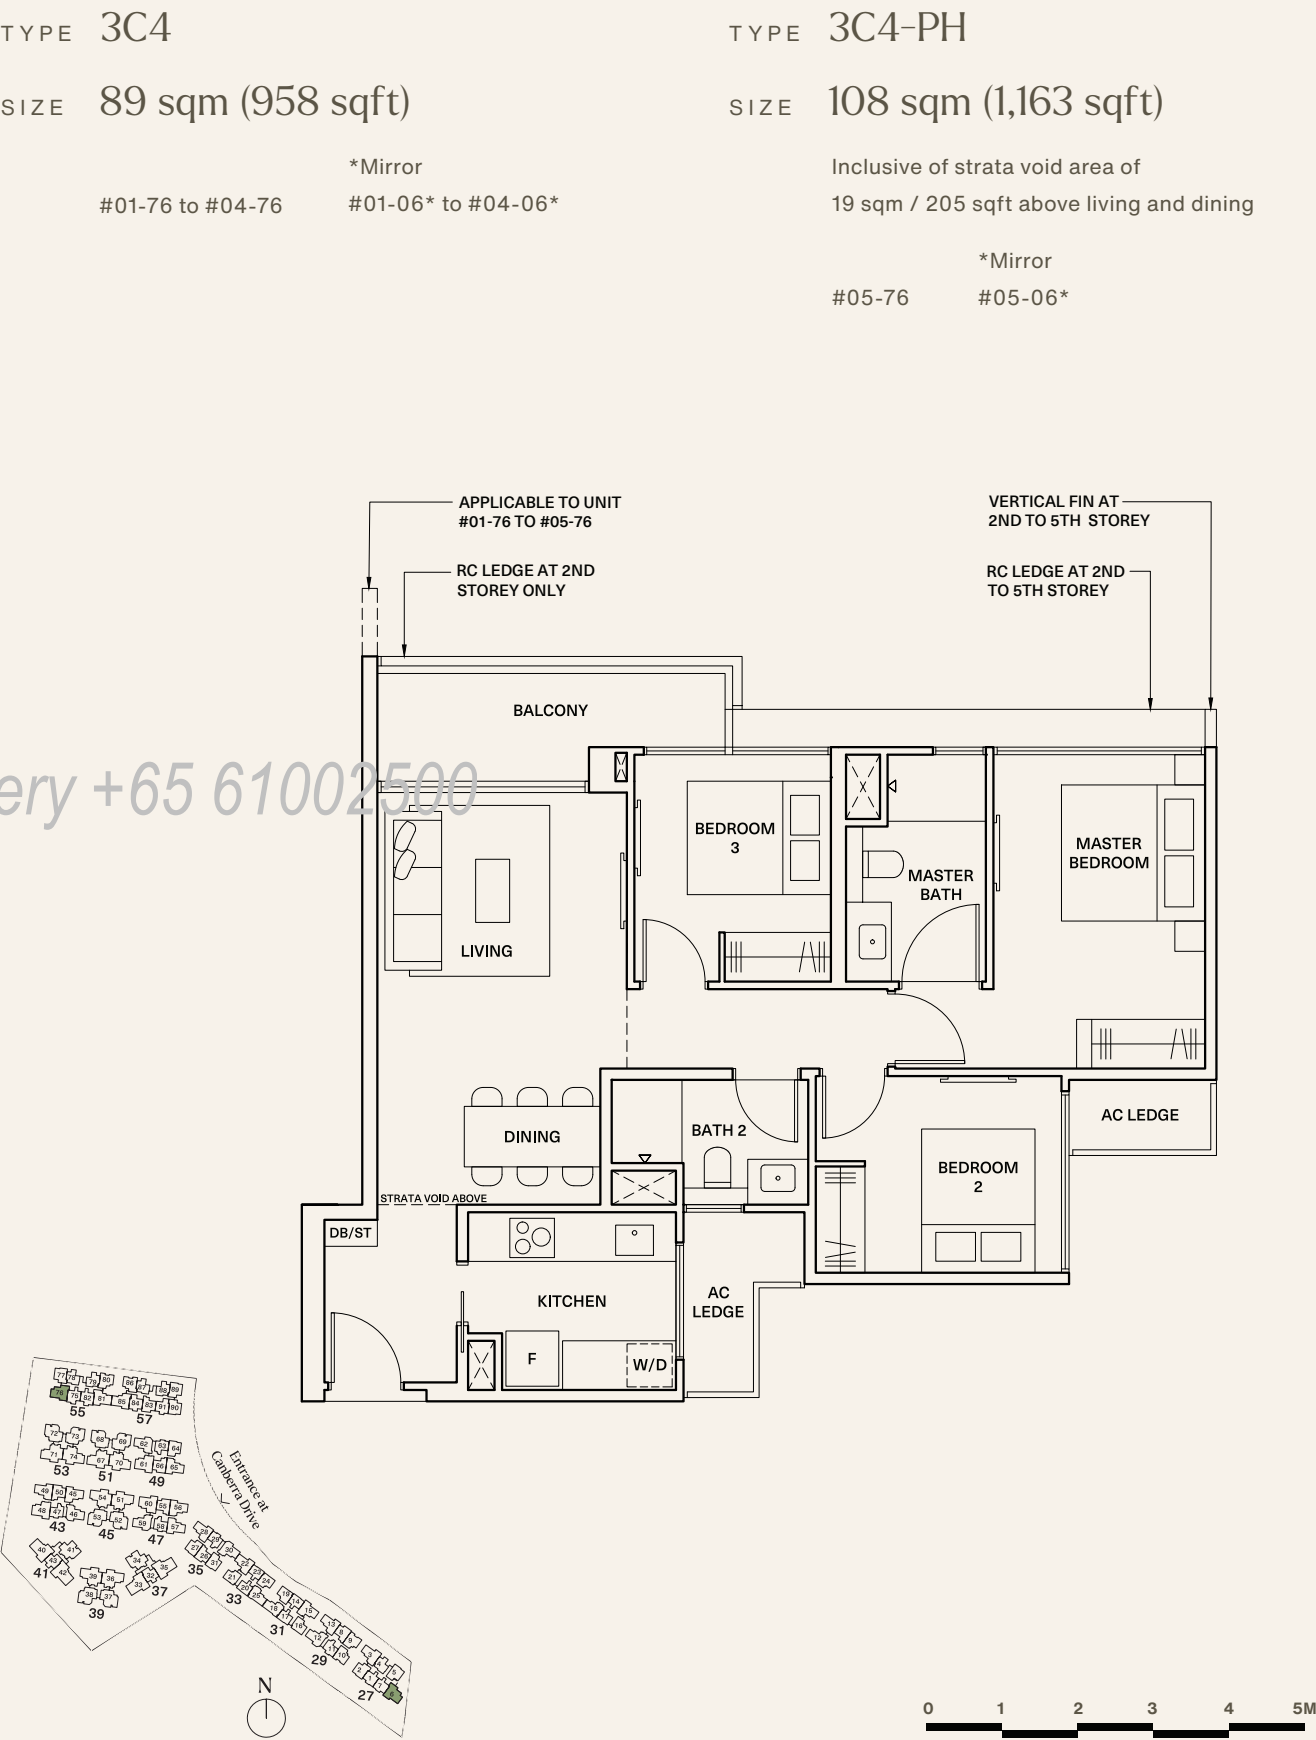 TYPE 3C4
SIZE 89 sqm (958 sqft)
*Mirror
#01-76 to #04-76 #01-06* to #04-06*
TYPE 3C4-PH
SIZE 108 sqm (1,163 sqft)
Inclusive of strata void area of
19 sqm / 205 sqft above living and dining
*Mirror
#05-76 #05-06*
APPLICABLE TO UNIT
#01-76 TO #05-76
RC LEDGE AT 2ND
STOREY ONLY
VERTICAL FIN AT
2ND TO 5TH STOREY
RC LEDGE AT 2ND
TO 5TH STOREY
BALCONY
ery +65 61002500
BEDROOM
3
MASTER
BATH
MASTER
BEDROOM
LIVING
DINING
BATH 2
AC LEDGE
BEDROOM
2
STRATA VOID ABOVE
DB/ST
KITCHEN
AC
LEDGE
F
W/D
55
57
53
51
49
43
45
47
41
39
37
35
33
31
29
27
Entrance at
Canberra Drive
N
0 1 2 3 4 5M